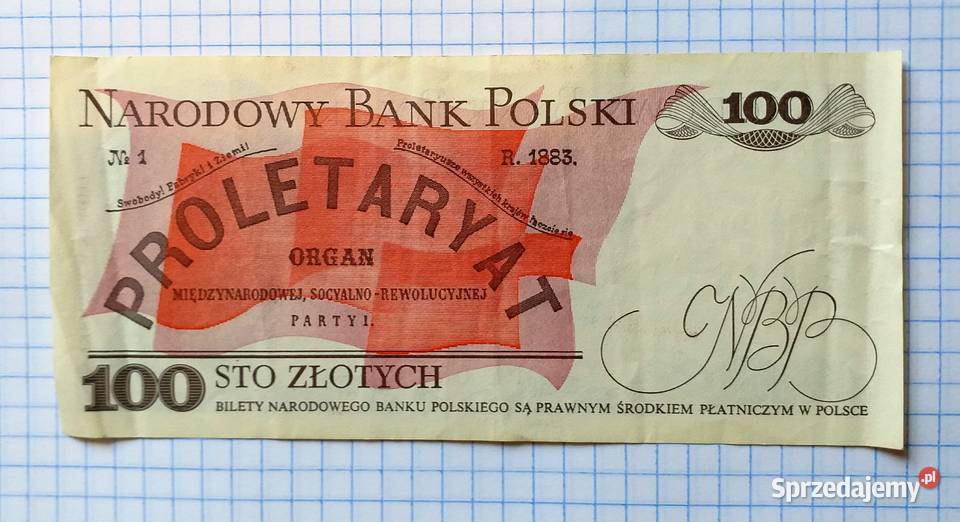 NARODOWY BANK POLSKI 100
№ 1 R. 1883.
Swobody! Fabryki i Ziemi!
Proletaryusze wszystkich krajów łączcie się
PROLETARYAT
ORGAN
MIĘDZYNARODOWEJ, SOCYALNO-REWOLUCYJNEJ
PARTYI.
NBP
100 STO ZŁOTYCH
BILETY NARODOWEGO BANKU POLSKIEGO SĄ PRAWNYM ŚRODKIEM PŁATNICZYM W POLSCE
Sprzedajemy.pl